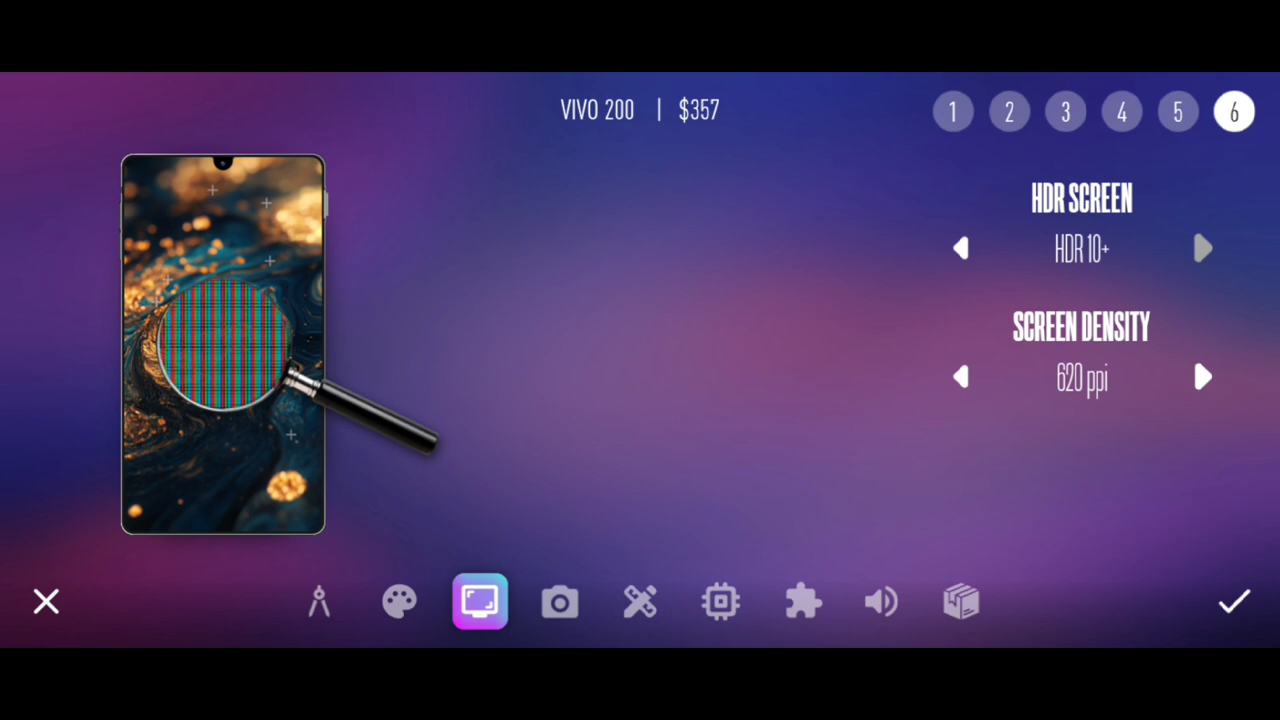 VIVO 200 | $357
1 2 3 4 5 6
HDR SCREEN
HDR 10+
SCREEN DENSITY
620 ppi